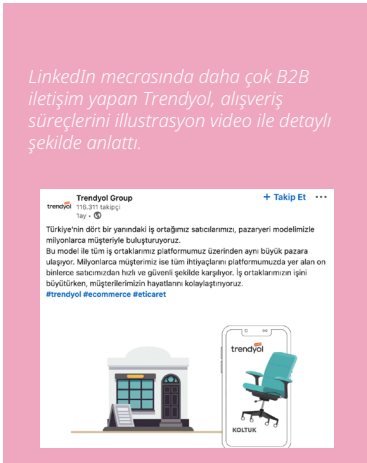 LinkedIn mecrasında daha çok B2B
iletişim yapan Trendyol, alışveriş
süreçlerini illustrasyon video ile detaylı
şekilde anlattı.
trendyol
Trendyol Group
116.311 takipçi
1ay •
+ Takip Et ···
Türkiye'nin dört bir yanındaki iş ortağımız satıcılarımızı, pazaryeri modelimizle
milyonlarca müşteriyle buluşturuyoruz.
Bu model ile tüm iş ortaklarımız platformumuz üzerinden aynı büyük pazara
ulaşıyor. Milyonlarca müşterimiz ise tüm ihtiyaçlarını platformumuzda yer alan on
binlerce satıcımızdan hızlı ve güvenli şekilde karşılıyor. İş ortaklarımızın işini
büyütürken, müşterilerimizin hayatlarını kolaylaştırıyoruz.
#trendyol #ecommerce #eticaret
trendyol
KOLTUK